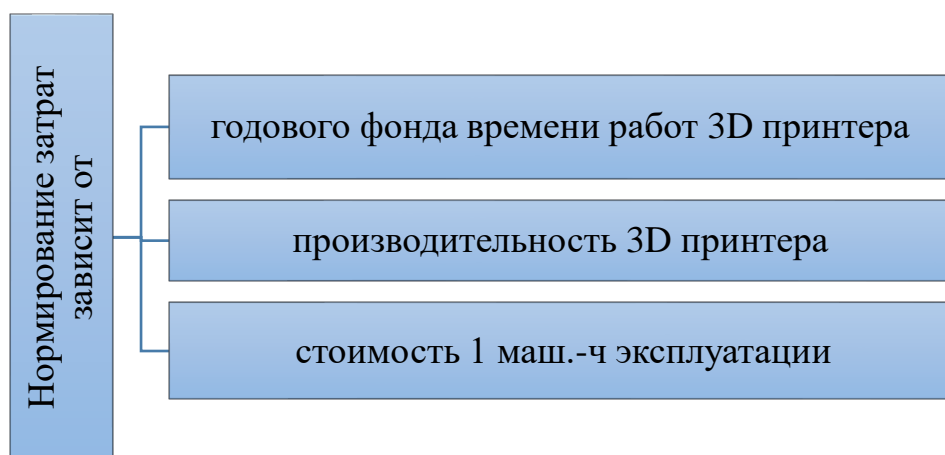 Нормирование затрат
зависит от
годового фонда времени работ 3D принтера
производительность 3D принтера
стоимость 1 маш.-ч эксплуатации